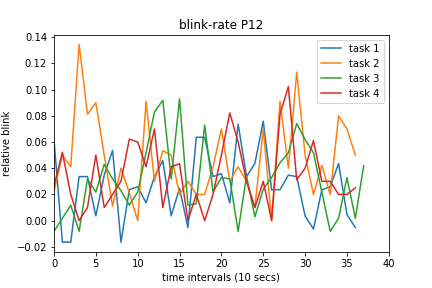 blink-rate P12
relative blink
0.14
0.12
0.10
0.08
0.06
0.04
0.02
0.00
−0.02
task 1
task 2
task 3
task 4
0 5 10 15 20 25 30 35 40
time intervals (10 secs)